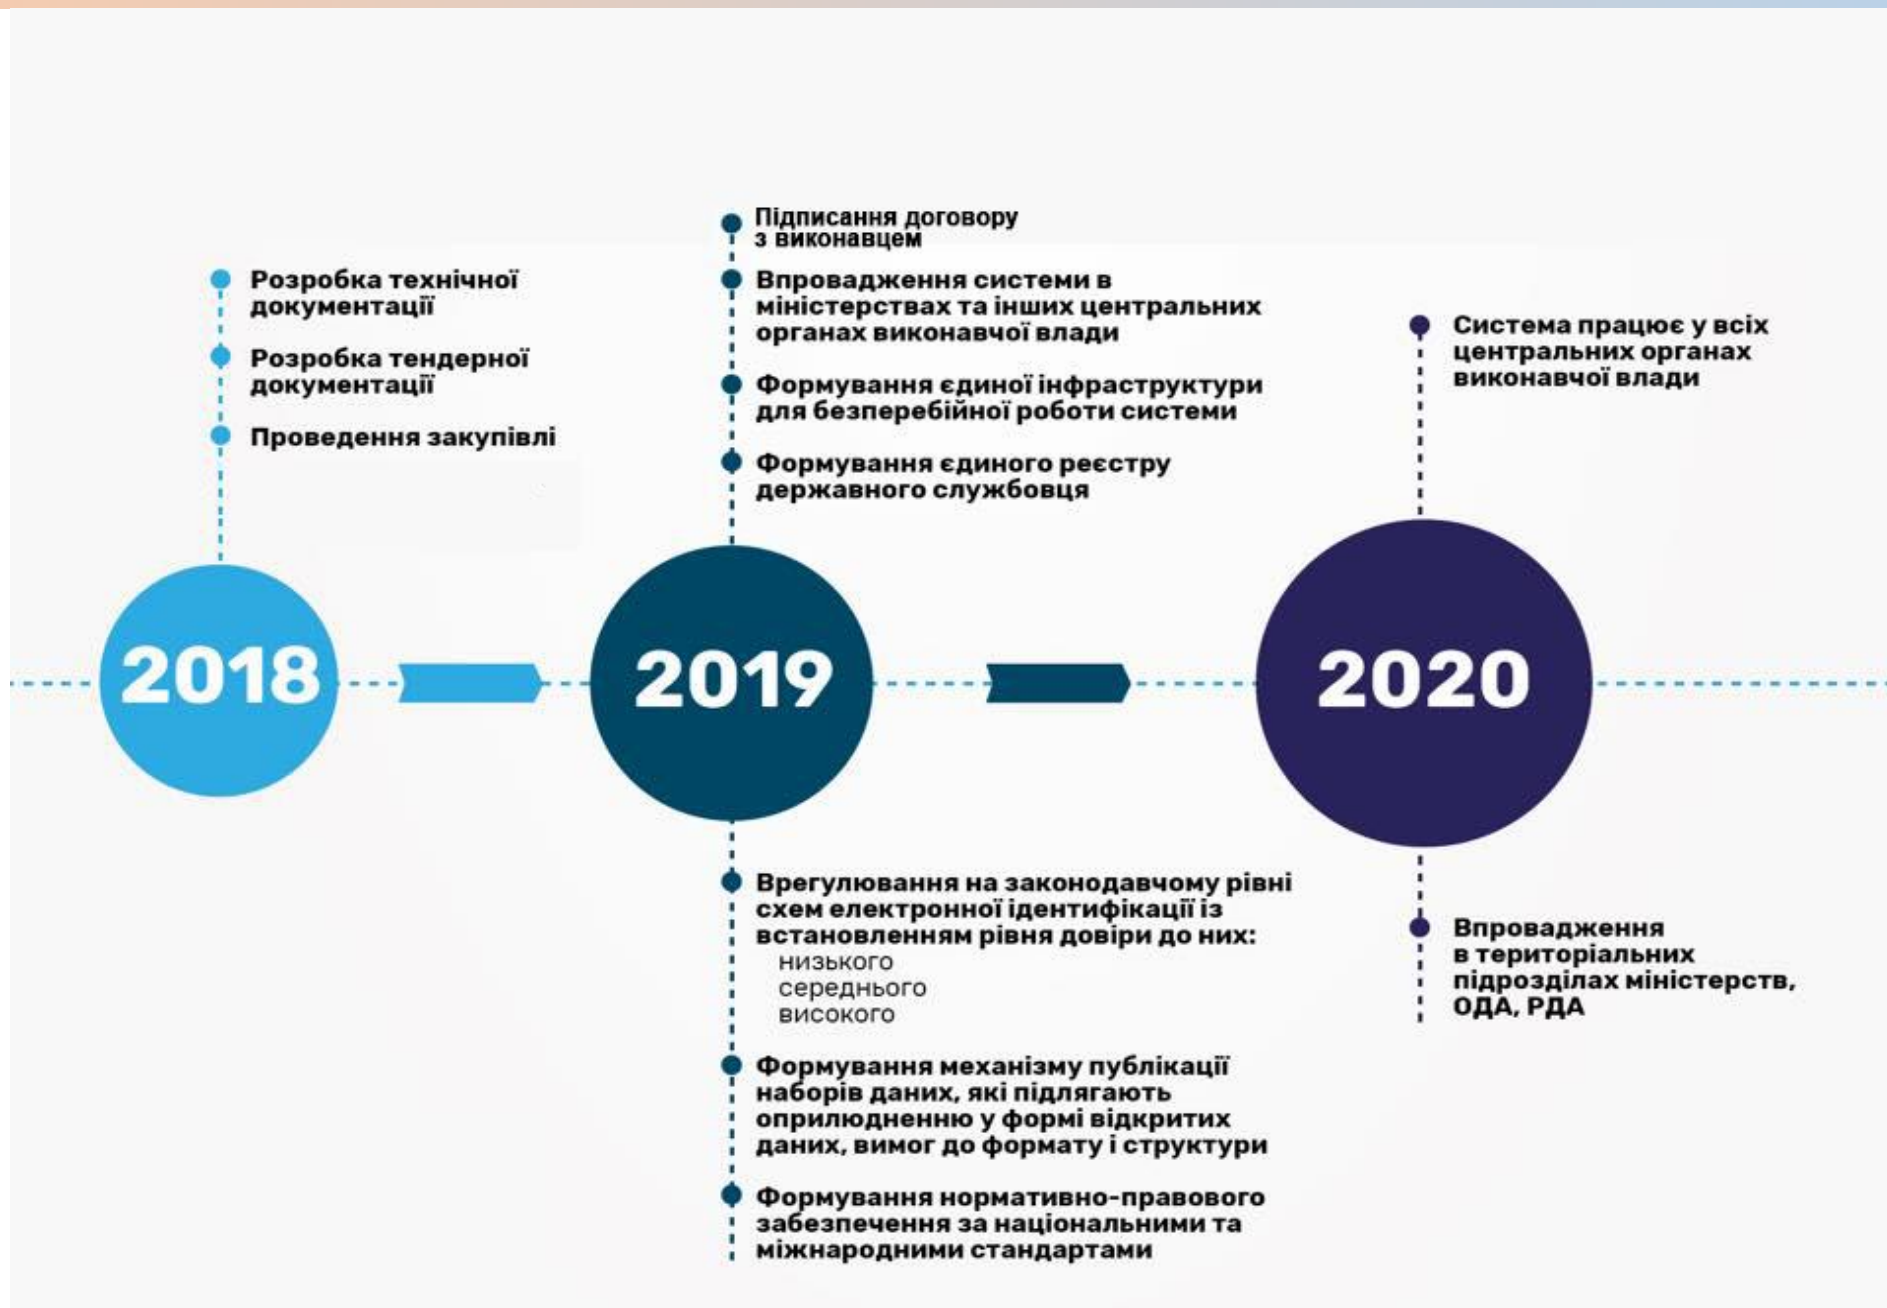 Розробка технічної
документації
Розробка тендерної
документації
Проведення закупівлі
2018
Підписання договору
з виконавцем
Впровадження системи в
міністерствах та інших центральних
органах виконавчої влади
Формування єдиної інфраструктури
для безперебійної роботи системи
Формування єдиного реєстру
державного службовця
2019
Врегулювання на законодавчому рівні
схем електронної ідентифікації із
встановленням рівня довіри до них:
низького
середнього
високого
Формування механізму публікації
наборів даних, які підлягають
оприлюдненню у формі відкритих
даних, вимог до формату і структури
Формування нормативно-правового
забезпечення за національними та
міжнародними стандартами
Система працює у всіх
центральних органах
виконавчої влади
2020
Впровадження
в територіальних
підрозділах міністерств,
ОДА, РДА